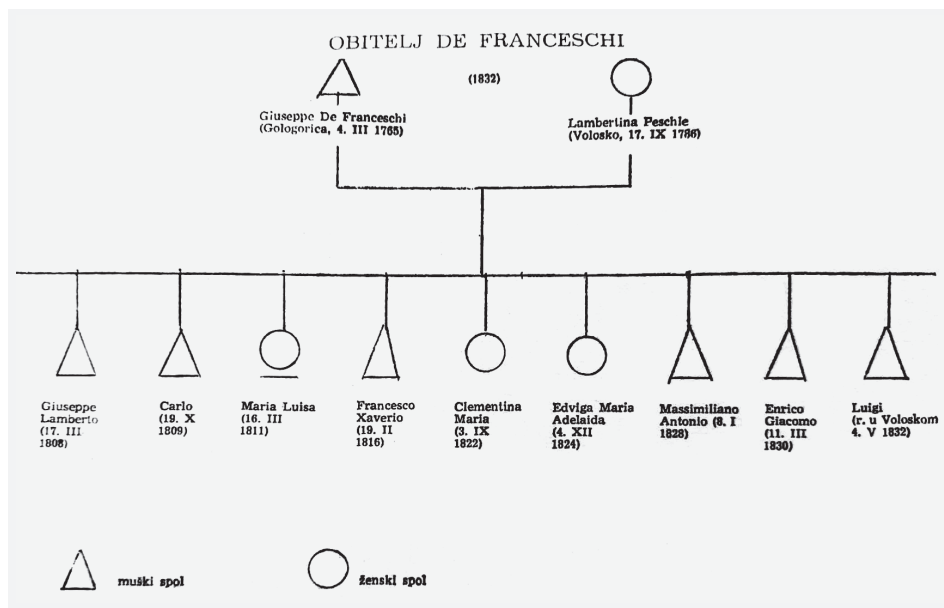 OBITELJ DE FRANCESCHI
(1832)
Giuseppe De Franceschi
(Gologorica, 4. III 1765)
Lambertina Peschle
(Volosko, 17. IX 1786)
Giuseppe
Lamberto
(17. III
1808)
Carlo
(19. X
1809)
Maria Luisa
(16. III
1811)
Francesco
Xaverio
(19. II
1816)
Clementina
Maria
(3. IX
1822)
Edviga Maria
Adelaida
(4. XII
1824)
Massimiliano
Antonio (8. I
1828)
Enrico
Giacomo
(11. III
1830)
Luigi
(r. u Voloskom
4. V 1832)
muški spol
ženski spol